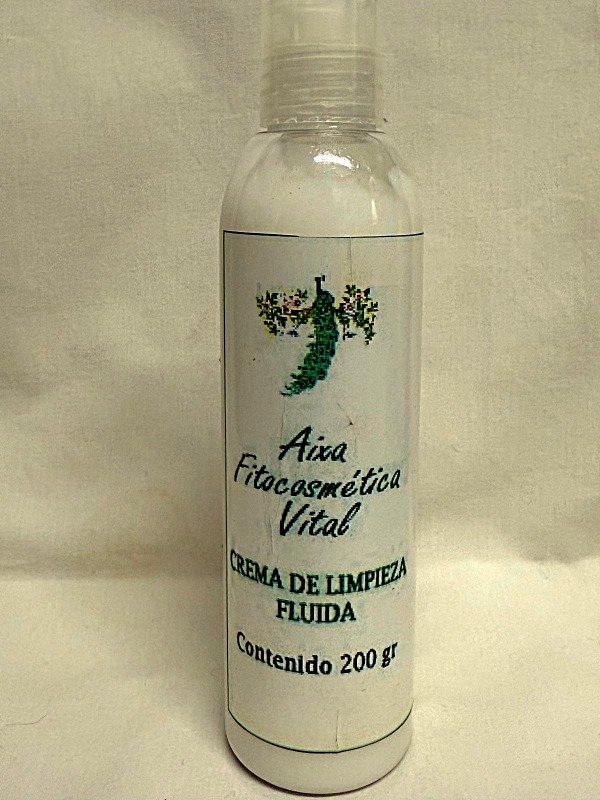 Aixa
Fitocosmética
Vital
CREMA DE LIMPIEZA
FLUIDA
Contenido 200 gr